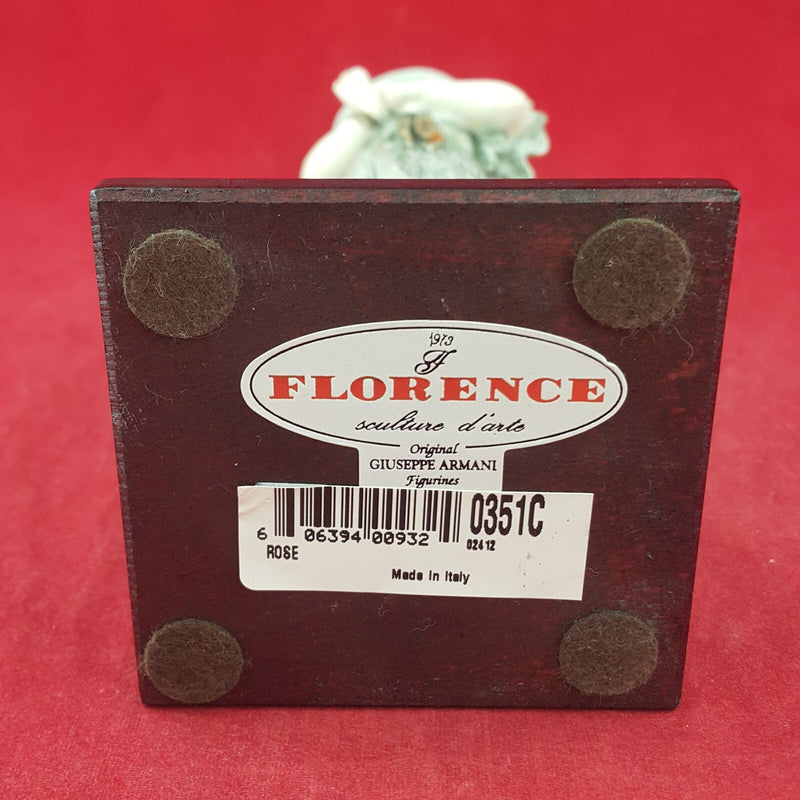 1973
F
FLORENCE
sculture d'arte
Original
GIUSEPPE ARMANI
Figurines
0351C
6 06394 00932
02412
ROSE
Made in Italy